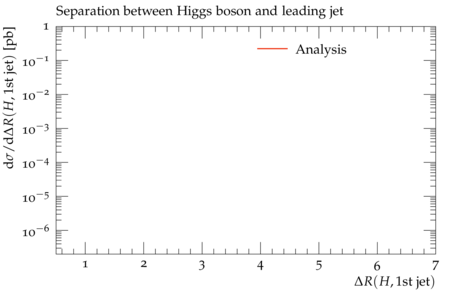 Separation between Higgs boson and leading jet
dσ/dΔR(H, 1st jet) [pb]
Analysis
1
10⁻¹
10⁻²
10⁻³
10⁻⁴
10⁻⁵
10⁻⁶
1 2 3 4 5 6 7
ΔR(H, 1st jet)